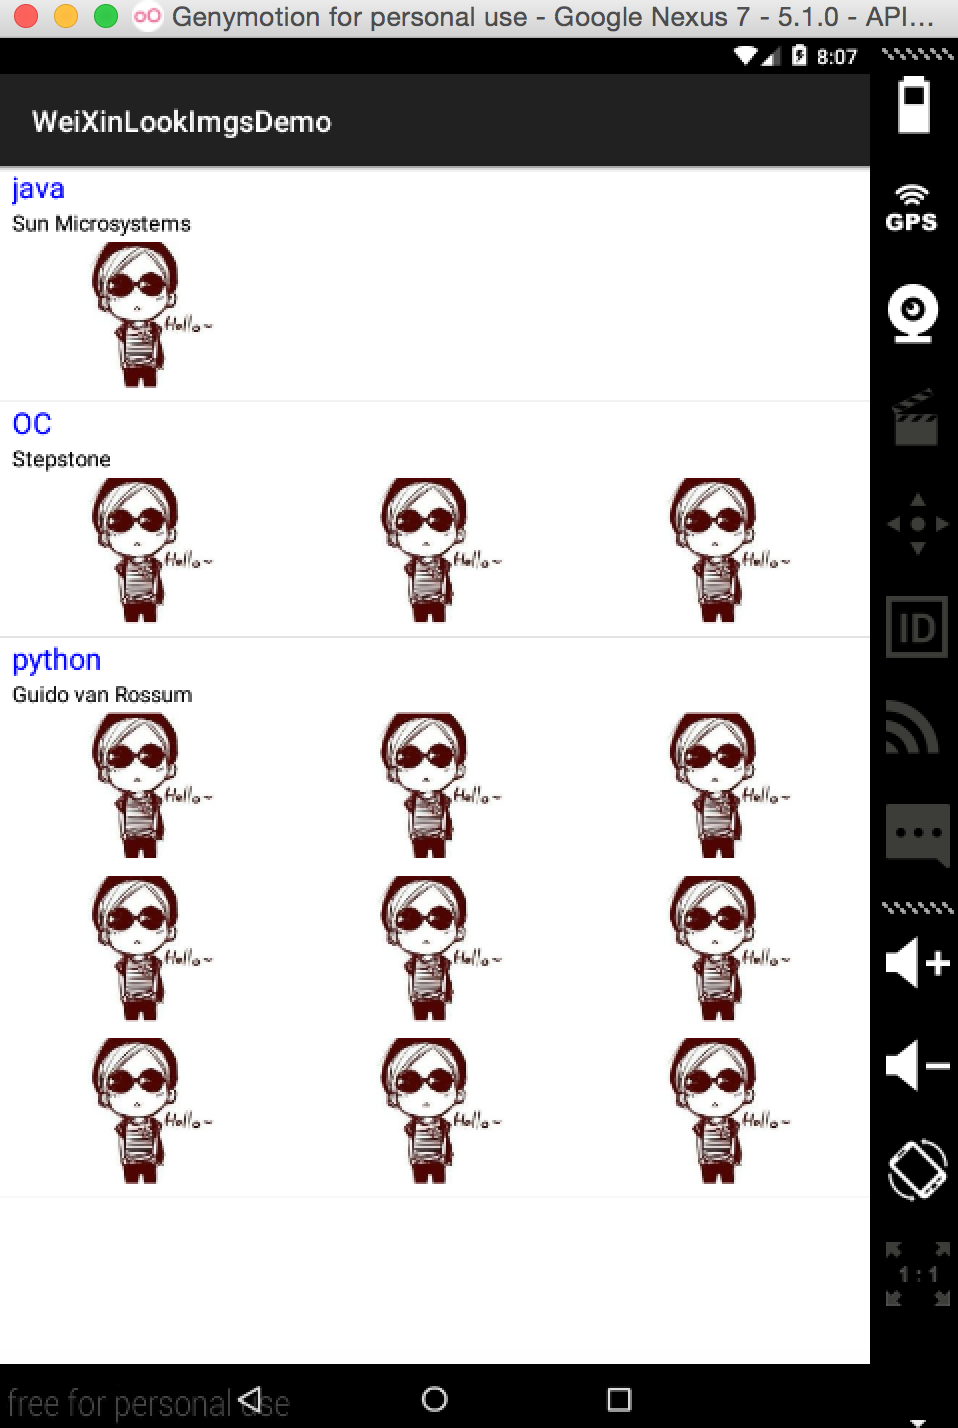 Genymotion for personal use - Google Nexus 7 - 5.1.0 - API...
8:07
WeiXinLookImgsDemo
GPS
java
Sun Microsystems
Hello~
OC
Stepstone
Hello~ Hello~ Hello~
ID
python
Guido van Rossum
Hello~ Hello~ Hello~
Hello~ Hello~ Hello~
Hello~ Hello~ Hello~
1:1
free for personal use